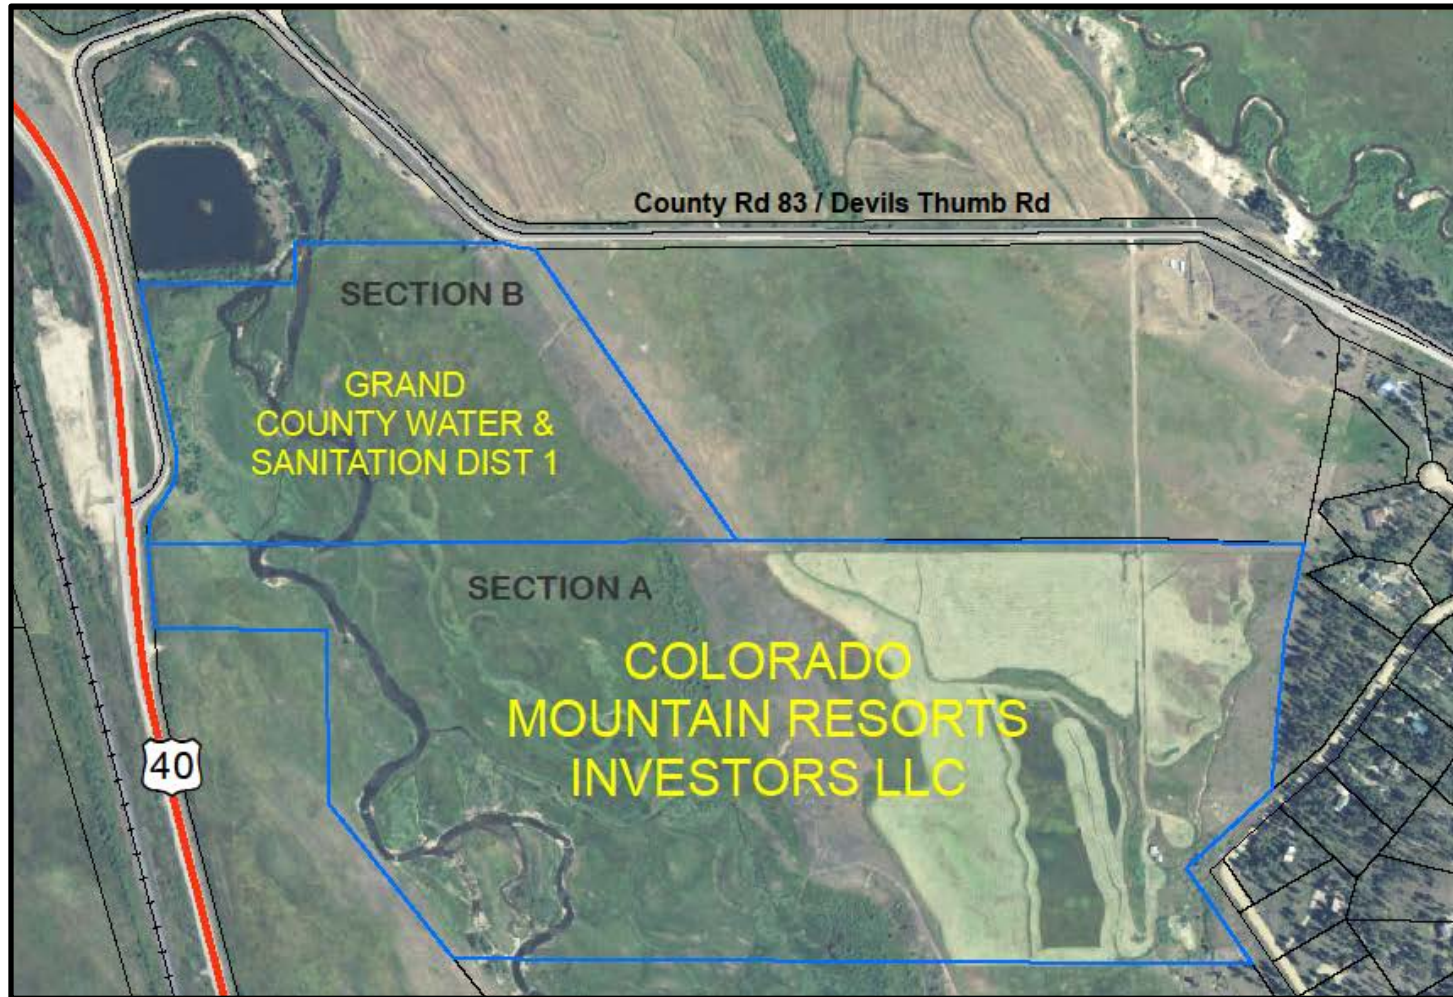 County Rd 83 / Devils Thumb Rd
SECTION B
GRAND
COUNTY WATER &
SANITATION DIST 1
SECTION A
COLORADO
MOUNTAIN RESORTS
INVESTORS LLC
40